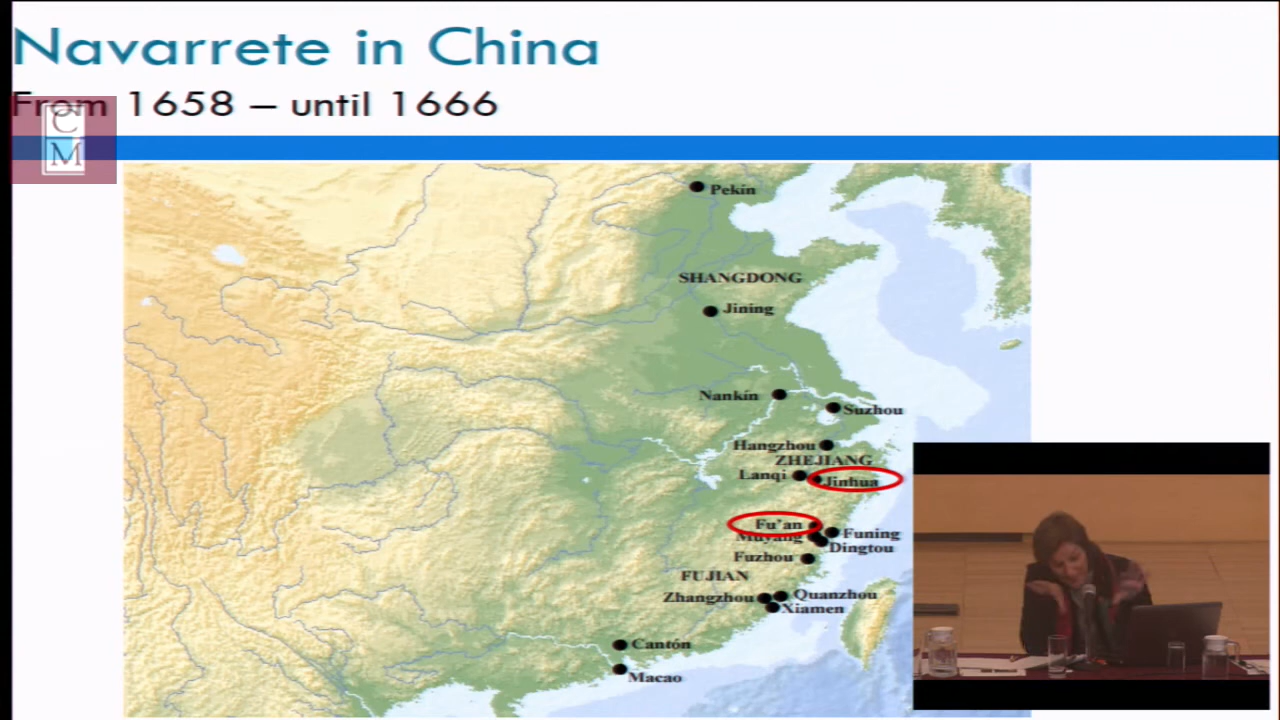 Navarrete in China
From 1658 – until 1666
C
M
Pekín
SHANGDONG
Jining
Nankín
Suzhou
Hangzhou
ZHEJIANG
Lanqi
Jinhua
Fu'an
Muyang
Funing
Dingtou
Fuzhou
FUJIAN
Zhangzhou
Quanzhou
Xiamen
Cantón
Macao